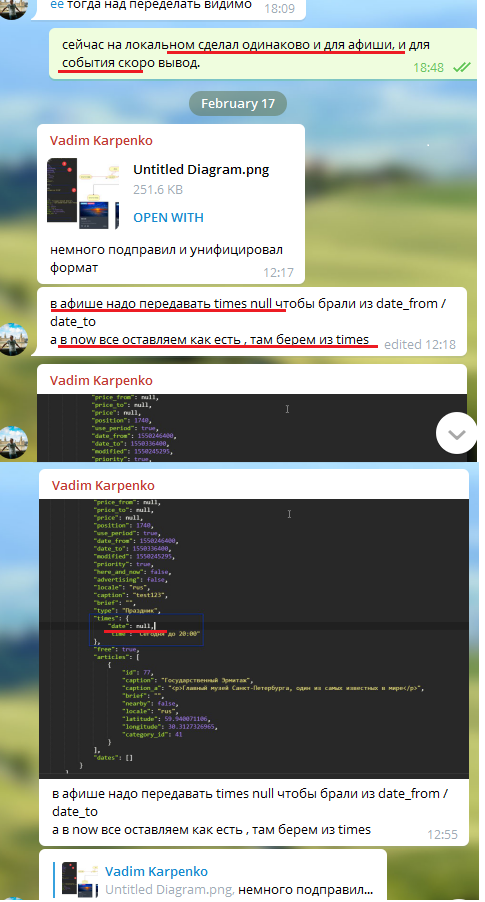 ее тогда над переделать видимо
18:09
сейчас на локальном сделал одинаково и для афиши, и для
события скоро вывод.
18:48
February 17
Vadim Karpenko
Untitled Diagram.png
251.6 KB
OPEN WITH
немного подправил и унифицировал
формат
12:17
в афише надо передавать times null чтобы брали из date_from /
date_to
а в now все оставляем как есть , там берем из times
edited 12:18
Vadim Karpenko
"price_from": null,
"price_to": null,
"price": null,
"position": 1740,
"use_period": true,
"date_from": 1550246400,
"date_to": 1550336400,
"modified": 1550245295,
"priority": true,
Vadim Karpenko
"price_from": null,
"price_to": null,
"price": null,
"position": 1740,
"use_period": true,
"date_from": 1550246400,
"date_to": 1550336400,
"modified": 1550245295,
"priority": true,
"here_and_now": false,
"advertising": false,
"locale": "rus",
"caption": "test123",
"brief": "",
"type": "Праздник",
"times": {
"date": null,
"time": "Сегодня до 20:00"
},
"free": true,
"articles": [
{
"id": 77,
"caption": "Государственный Эрмитаж",
"caption_a": "<p>Главный музей Санкт-Петербурга, один из самых известных в мире</p>",
"brief": "",
"nearby": false,
"locale": "rus",
"latitude": 59.940071106,
"longitude": 30.3127326965,
"category_id": 41
}
],
"dates": []
}
в афише надо передавать times null чтобы брали из date_from /
date_to
а в now все оставляем как есть , там берем из times
12:55
Vadim Karpenko
Untitled Diagram.png, немного подправил...